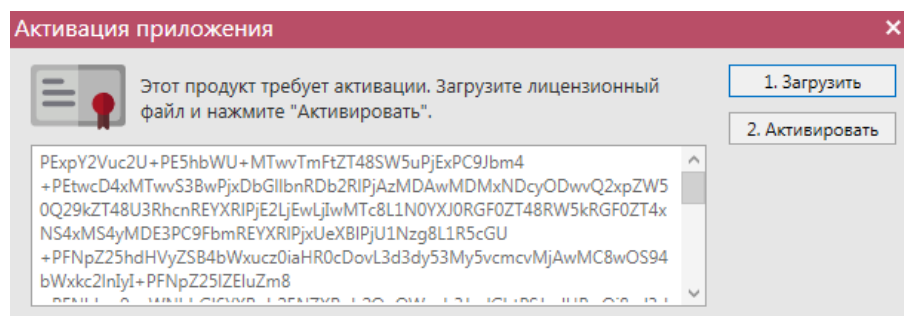 Активация приложения
Этот продукт требует активации. Загрузите лицензионный
файл и нажмите "Активировать".
1. Загрузить
2. Активировать
PExpY2Vuc2U+PE5hbWU+MTwvTmFtZT48SW5uPjExPC9Jbm4
+PEtwcD4xMTwvS3BwPjxDbGllbnRDb2RlPjAzMDAwMDMxNDcyODwvQ2xpZW5
0Q29kZT48U3RhcnREYXRlPjE2LjEwLjIwMTc8L1N0YXJ0RGF0ZT48RW5kRGF0ZT4x
NS4xMS4yMDE3PC9FbmREYXRlPjxUeXBlPjU1Nzg8L1R5cGU
+PFNpZ25hdHVyZSB4bWxucz0iaHR0cDovL3d3dy53My5vcmcvMjAwMC8wOS94
bWxkc2lnIyI+PFNpZ25lZEluZm8